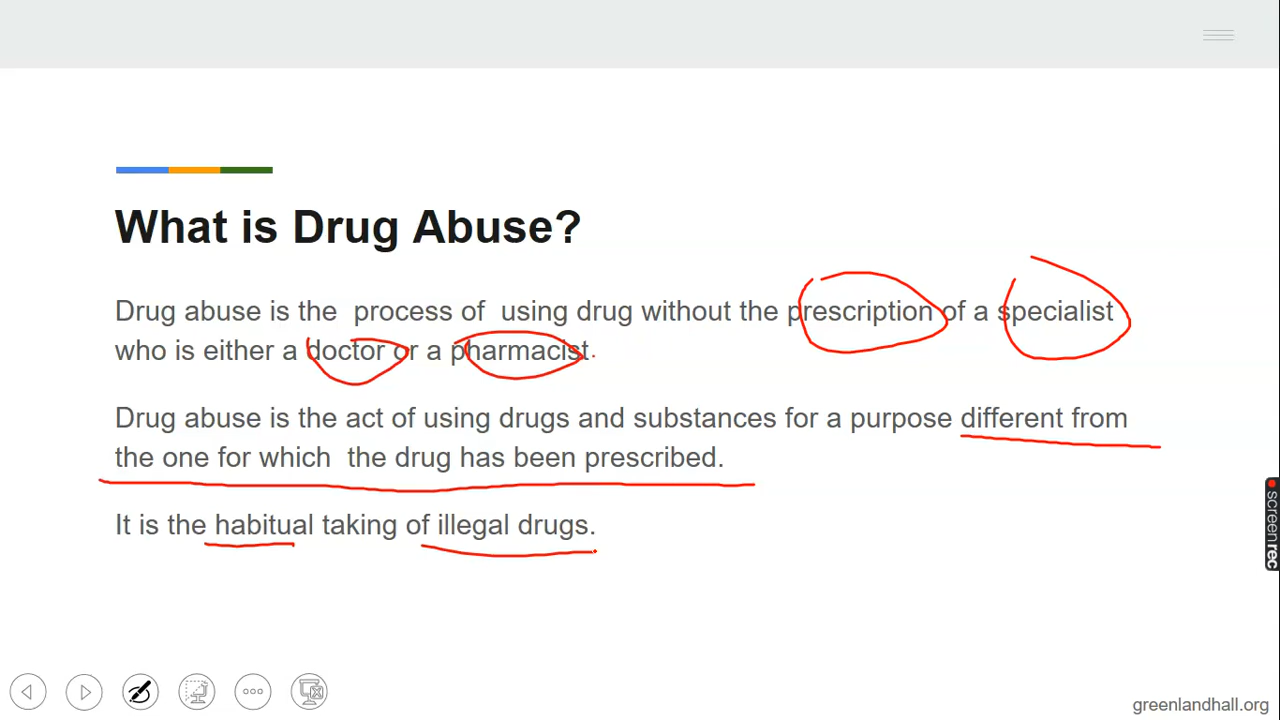 What is Drug Abuse?
Drug abuse is the process of using drug without the prescription of a specialist
who is either a doctor or a pharmacist.
Drug abuse is the act of using drugs and substances for a purpose different from
the one for which the drug has been prescribed.
It is the habitual taking of illegal drugs.
screenrec
greenlandhall.org